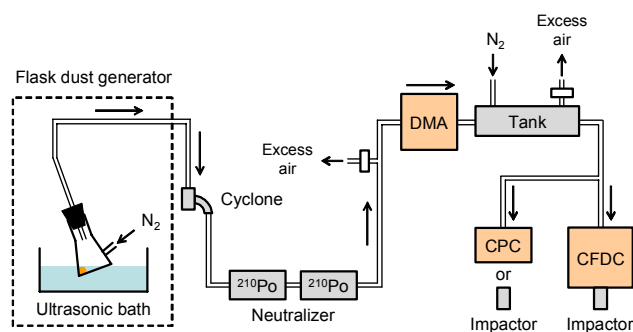 Flask dust generator
N2
Ultrasonic bath
Cyclone
210Po
210Po
Neutralizer
Excess
air
DMA
N2
Excess
air
Tank
CPC
or
Impactor
CFDC
Impactor